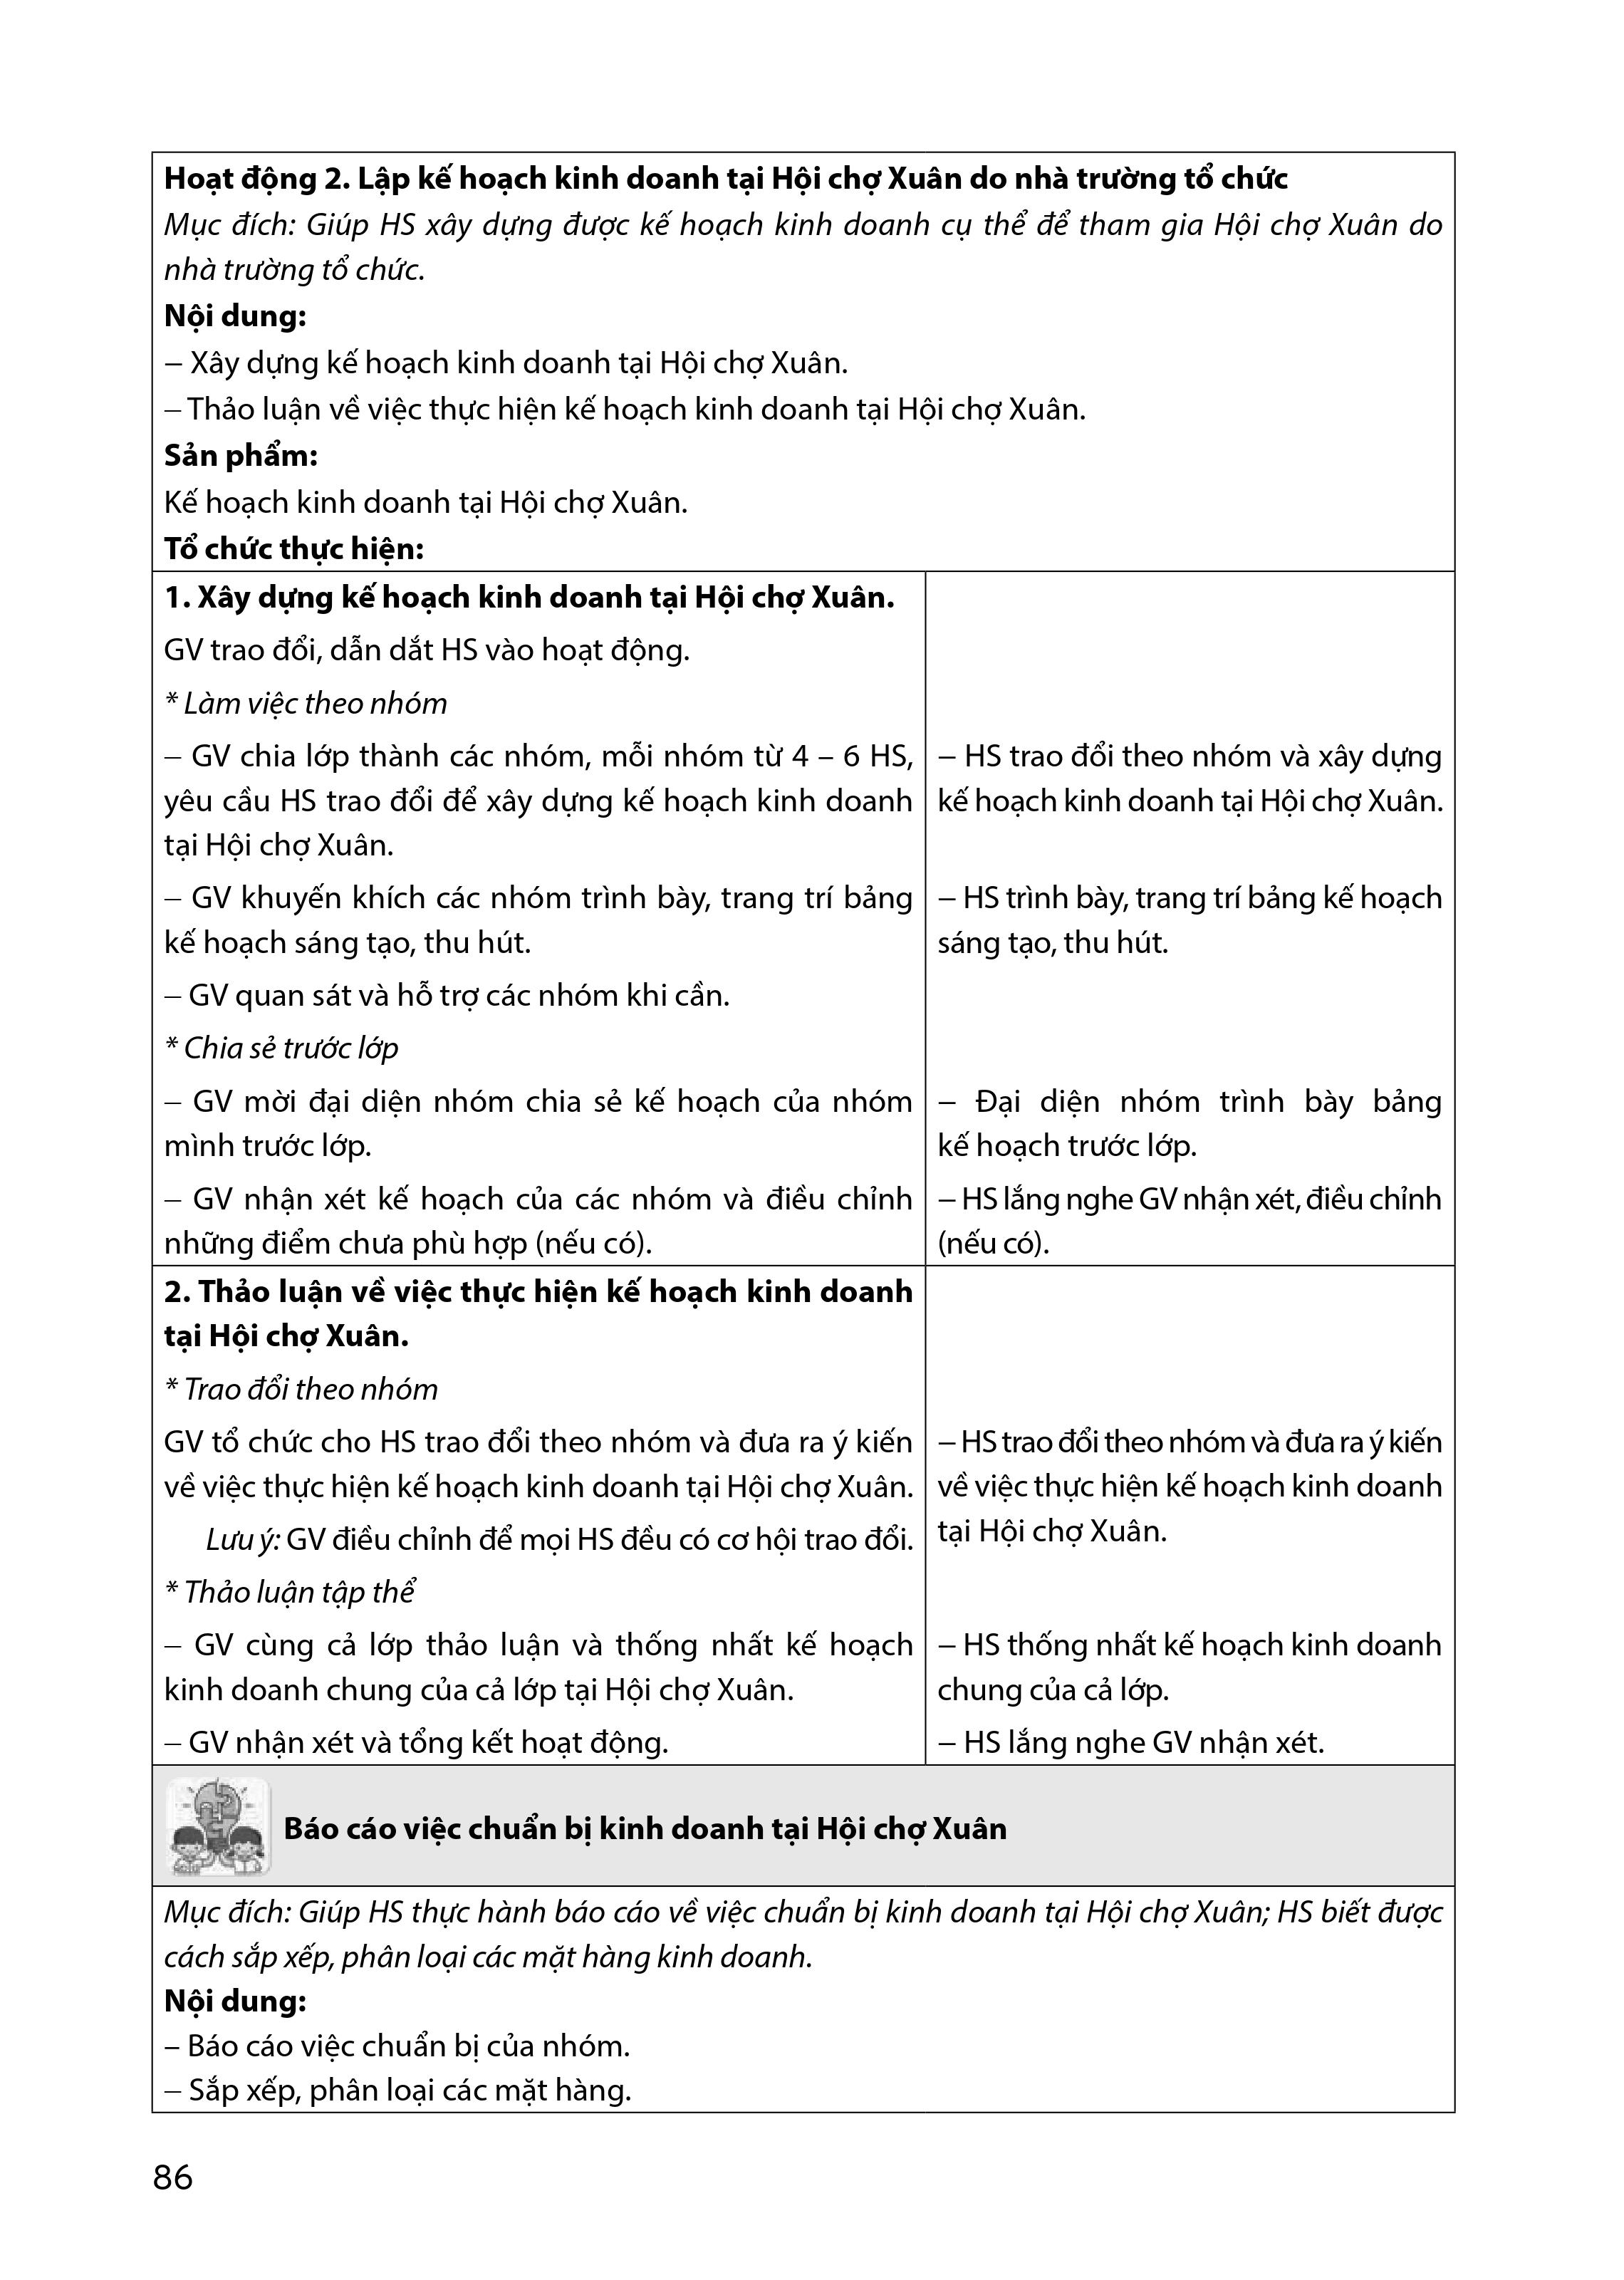 Hoạt động 2. Lập kế hoạch kinh doanh tại Hội chợ Xuân do nhà trường tổ chức
Mục đích: Giúp HS xây dựng được kế hoạch kinh doanh cụ thể để tham gia Hội chợ Xuân do
nhà trường tổ chức.
Nội dung:
– Xây dựng kế hoạch kinh doanh tại Hội chợ Xuân.
– Thảo luận về việc thực hiện kế hoạch kinh doanh tại Hội chợ Xuân.
Sản phẩm:
Kế hoạch kinh doanh tại Hội chợ Xuân.
Tổ chức thực hiện:
1. Xây dựng kế hoạch kinh doanh tại Hội chợ Xuân.
GV trao đổi, dẫn dắt HS vào hoạt động.
* Làm việc theo nhóm
– GV chia lớp thành các nhóm, mỗi nhóm từ 4 – 6 HS,
yêu cầu HS trao đổi để xây dựng kế hoạch kinh doanh
tại Hội chợ Xuân.
– GV khuyến khích các nhóm trình bày, trang trí bảng
kế hoạch sáng tạo, thu hút.
– GV quan sát và hỗ trợ các nhóm khi cần.
* Chia sẻ trước lớp
– GV mời đại diện nhóm chia sẻ kế hoạch của nhóm
mình trước lớp.
– GV nhận xét kế hoạch của các nhóm và điều chỉnh
những điểm chưa phù hợp (nếu có).
– HS trao đổi theo nhóm và xây dựng
kế hoạch kinh doanh tại Hội chợ Xuân.
– HS trình bày, trang trí bảng kế hoạch
sáng tạo, thu hút.
– Đại diện nhóm trình bày bảng
kế hoạch trước lớp.
– HS lắng nghe GV nhận xét, điều chỉnh
(nếu có).
2. Thảo luận về việc thực hiện kế hoạch kinh doanh
tại Hội chợ Xuân.
* Trao đổi theo nhóm
GV tổ chức cho HS trao đổi theo nhóm và đưa ra ý kiến
về việc thực hiện kế hoạch kinh doanh tại Hội chợ Xuân.
Lưu ý: GV điều chỉnh để mọi HS đều có cơ hội trao đổi.
* Thảo luận tập thể
– GV cùng cả lớp thảo luận và thống nhất kế hoạch
kinh doanh chung của cả lớp tại Hội chợ Xuân.
– GV nhận xét và tổng kết hoạt động.
– HS trao đổi theo nhóm và đưa ra ý kiến
về việc thực hiện kế hoạch kinh doanh
tại Hội chợ Xuân.
– HS thống nhất kế hoạch kinh doanh
chung của cả lớp.
– HS lắng nghe GV nhận xét.
Báo cáo việc chuẩn bị kinh doanh tại Hội chợ Xuân
Mục đích: Giúp HS thực hành báo cáo về việc chuẩn bị kinh doanh tại Hội chợ Xuân; HS biết được
cách sắp xếp, phân loại các mặt hàng kinh doanh.
Nội dung:
– Báo cáo việc chuẩn bị của nhóm.
– Sắp xếp, phân loại các mặt hàng.
86